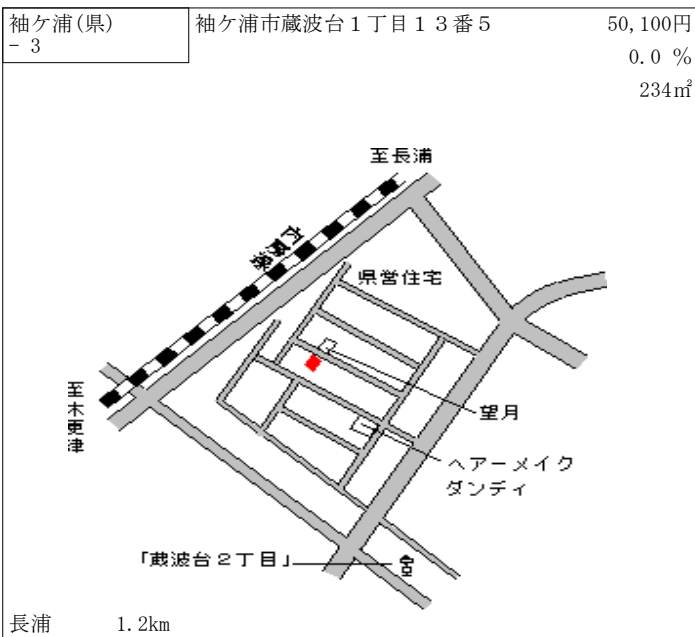 袖ケ浦(県)
- 3
袖ケ浦市蔵波台１丁目１３番５
50,100円
0.0 %
234㎡
至長浦
内房線
県営住宅
至木更津
望月
ヘアーメイク
ダンディ
「蔵波台２丁目」
長浦 1.2km